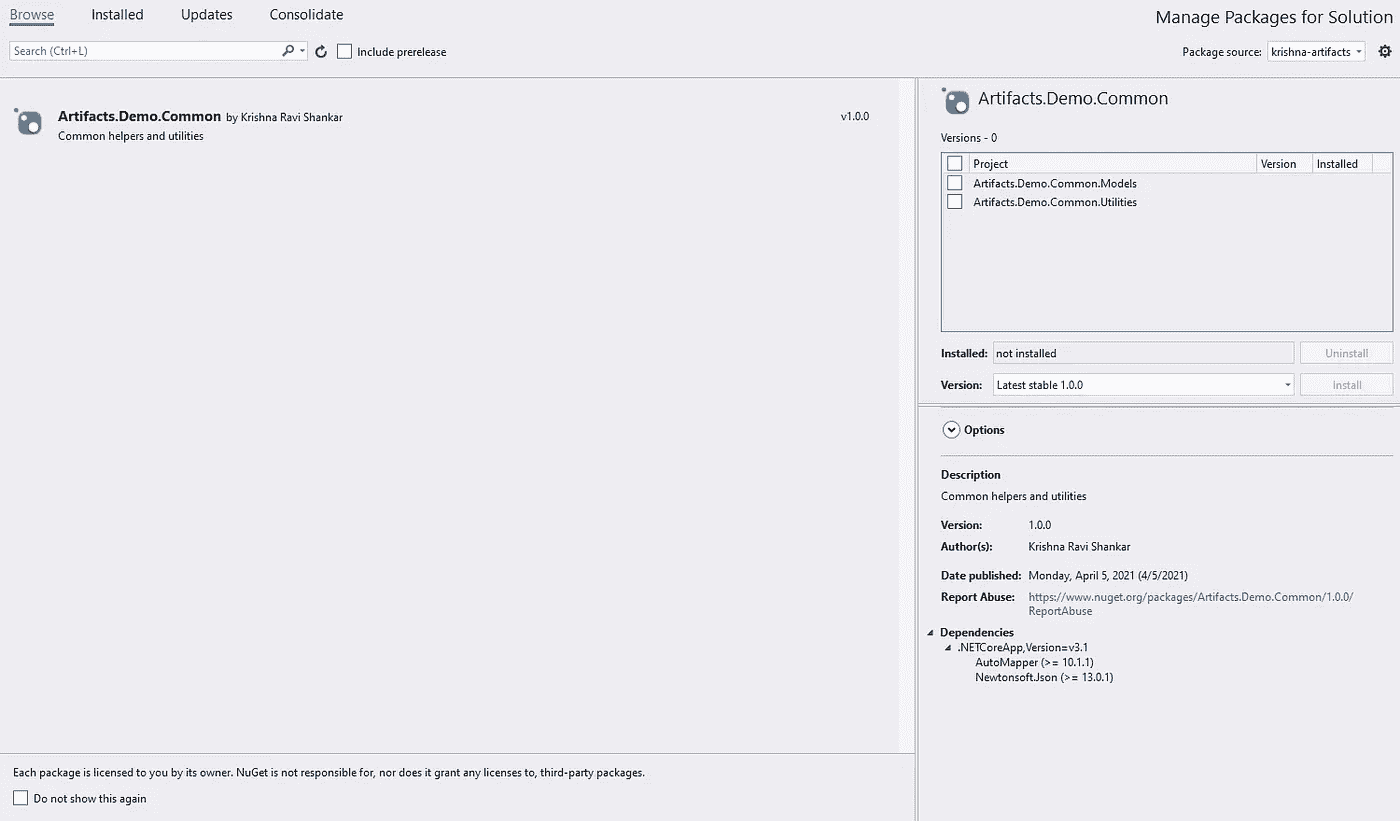 Browse Installed Updates Consolidate
Manage Packages for Solution
Search (Ctrl+L)
Include prerelease
Package source: krishna-artifacts
Artifacts.Demo.Common by Krishna Ravi Shankar
v1.0.0
Common helpers and utilities
Each package is licensed to you by its owner. NuGet is not responsible for, nor does it grant any licenses to, third-party packages.
Do not show this again
Artifacts.Demo.Common
Versions - 0
Project Version Installed
Artifacts.Demo.Common.Models
Artifacts.Demo.Common.Utilities
Installed: not installed Uninstall
Version: Latest stable 1.0.0 Install
Options
Description
Common helpers and utilities
Version: 1.0.0
Author(s): Krishna Ravi Shankar
Date published: Monday, April 5, 2021 (4/5/2021)
Report Abuse: https://www.nuget.org/packages/Artifacts.Demo.Common/1.0.0/
ReportAbuse
Dependencies
.NETCoreApp,Version=v3.1
AutoMapper (>= 10.1.1)
Newtonsoft.Json (>= 13.0.1)